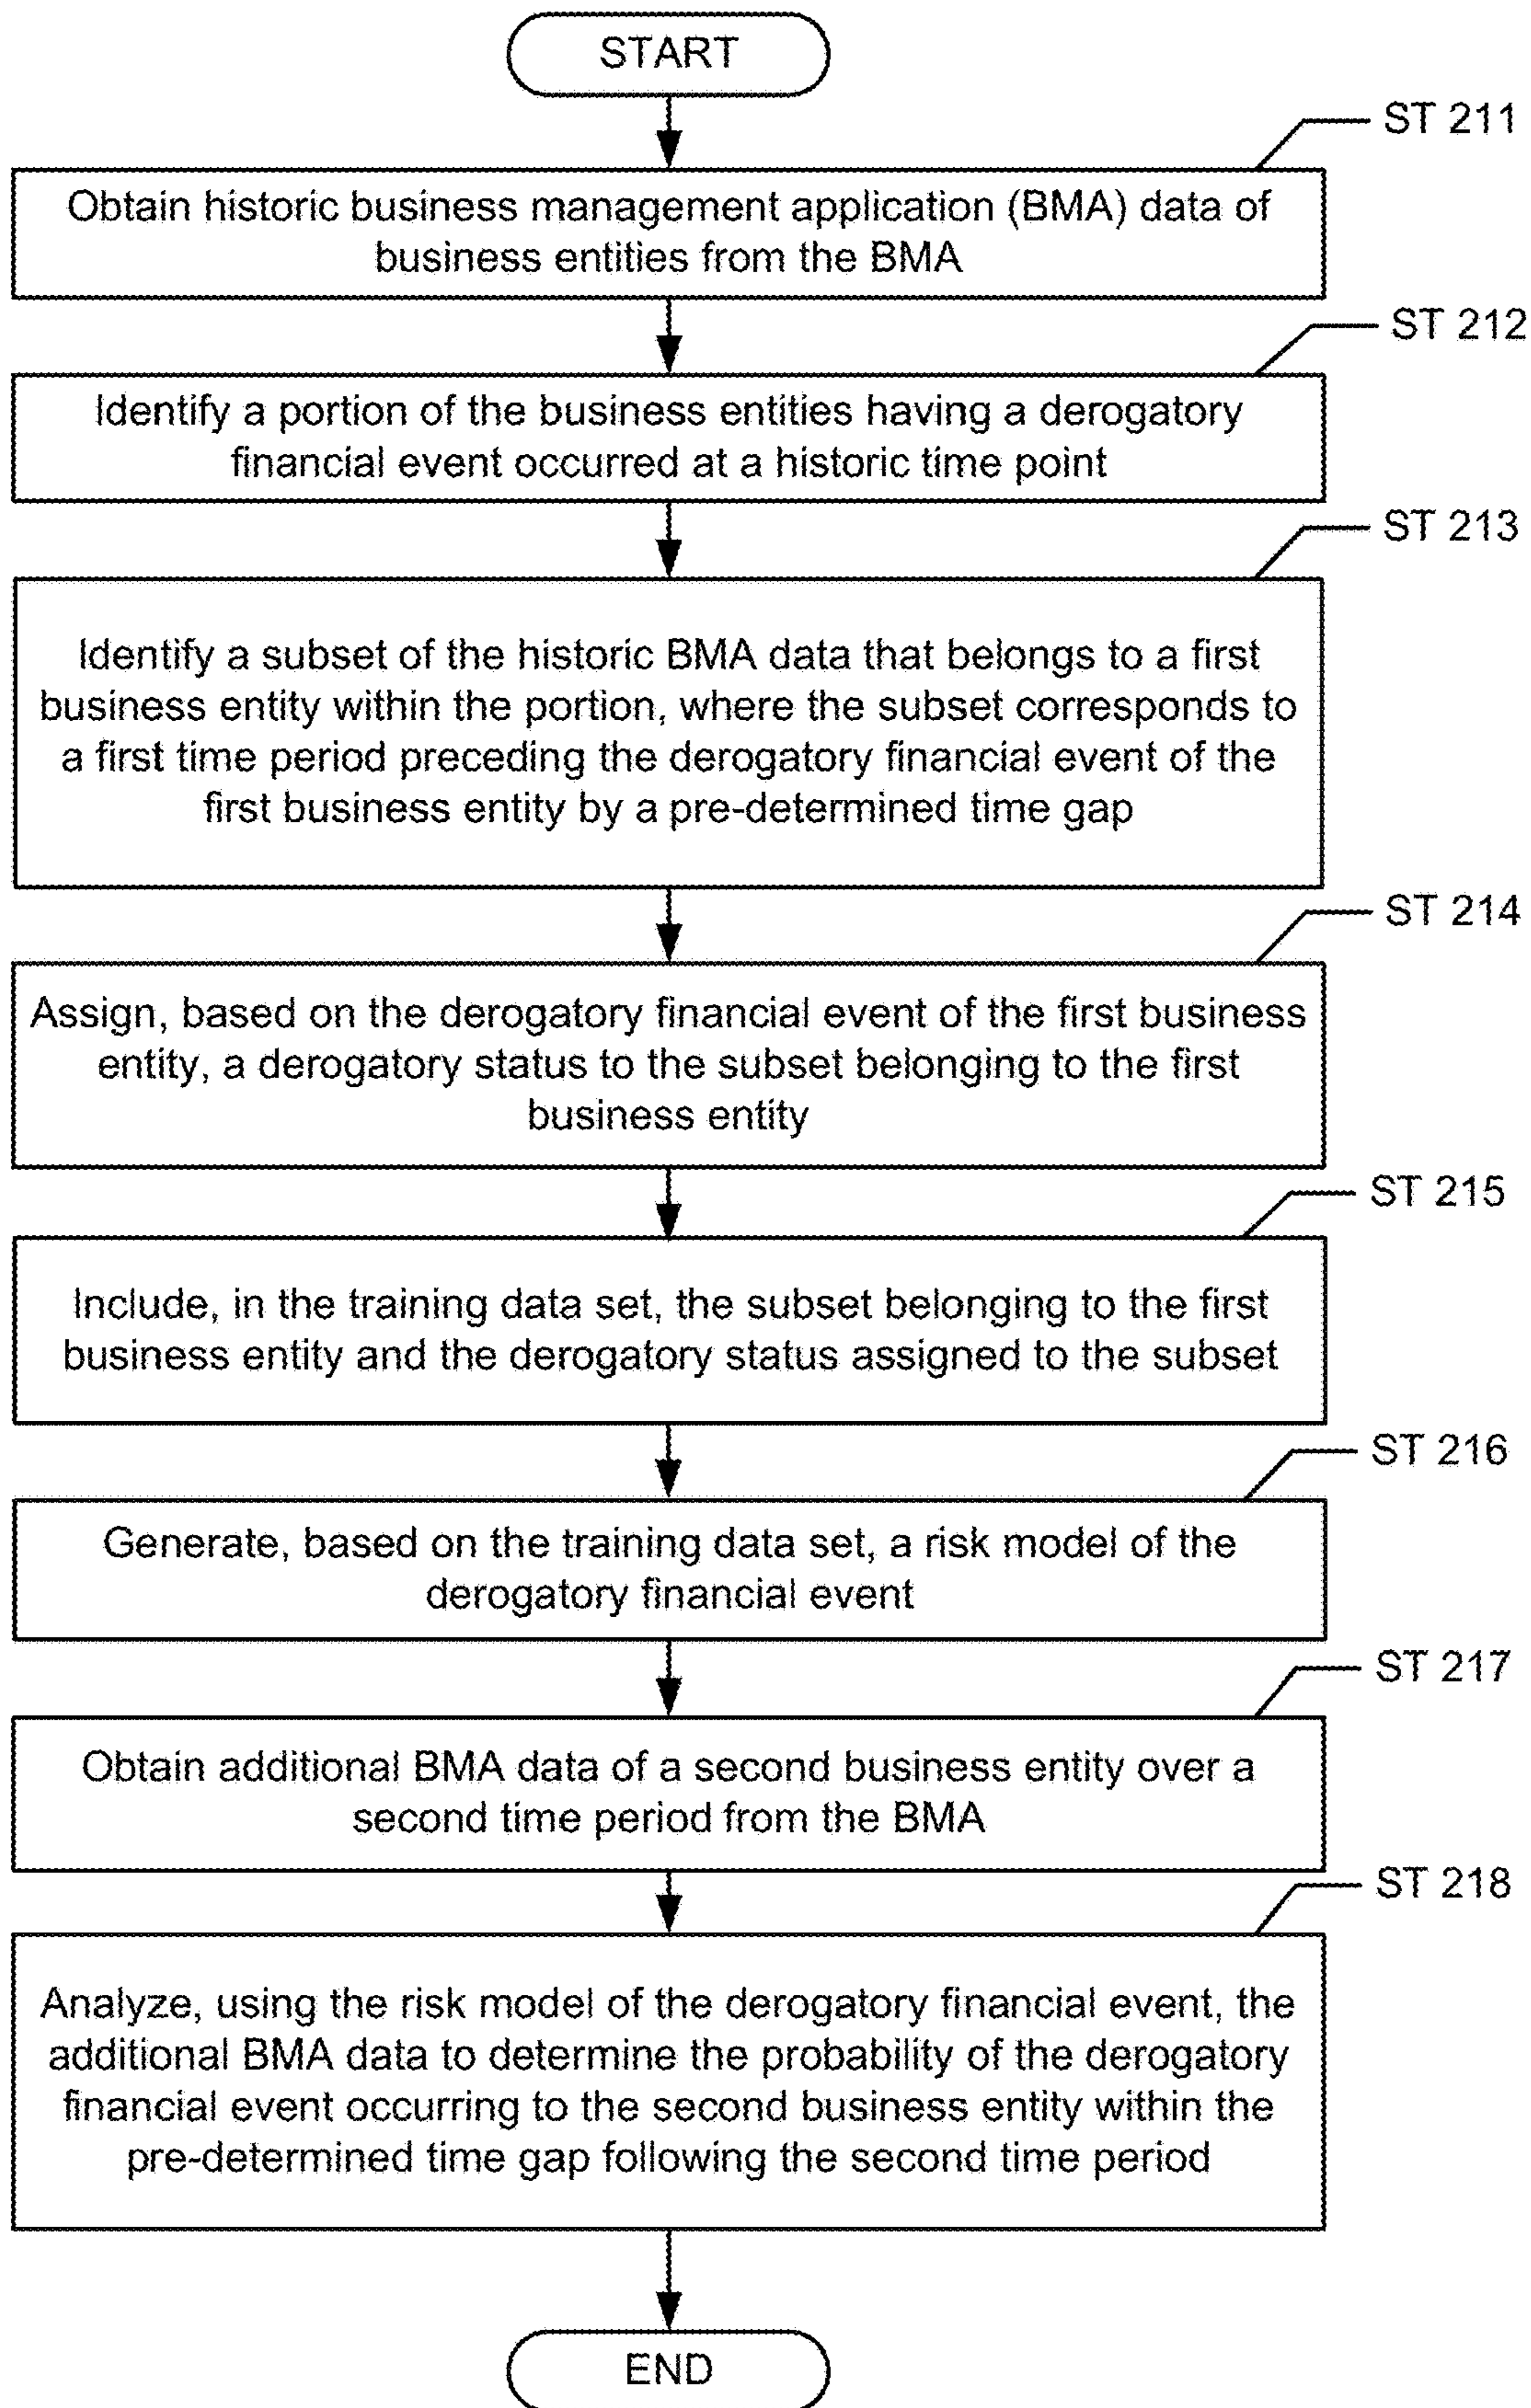 START
ST 211
Obtain historic business management application (BMA) data of
business entities from the BMA
ST 212
Identify a portion of the business entities having a derogatory
financial event occurred at a historic time point
ST 213
Identify a subset of the historic BMA data that belongs to a first
business entity within the portion, where the subset corresponds to
a first time period preceding the derogatory financial event of the
first business entity by a pre-determined time gap
ST 214
Assign, based on the derogatory financial event of the first business
entity, a derogatory status to the subset belonging to the first
business entity
ST 215
Include, in the training data set, the subset belonging to the first
business entity and the derogatory status assigned to the subset
ST 216
Generate, based on the training data set, a risk model of the
derogatory financial event
ST 217
Obtain additional BMA data of a second business entity over a
second time period from the BMA
ST 218
Analyze, using the risk model of the derogatory financial event, the
additional BMA data to determine the probability of the derogatory
financial event occurring to the second business entity within the
pre-determined time gap following the second time period
END